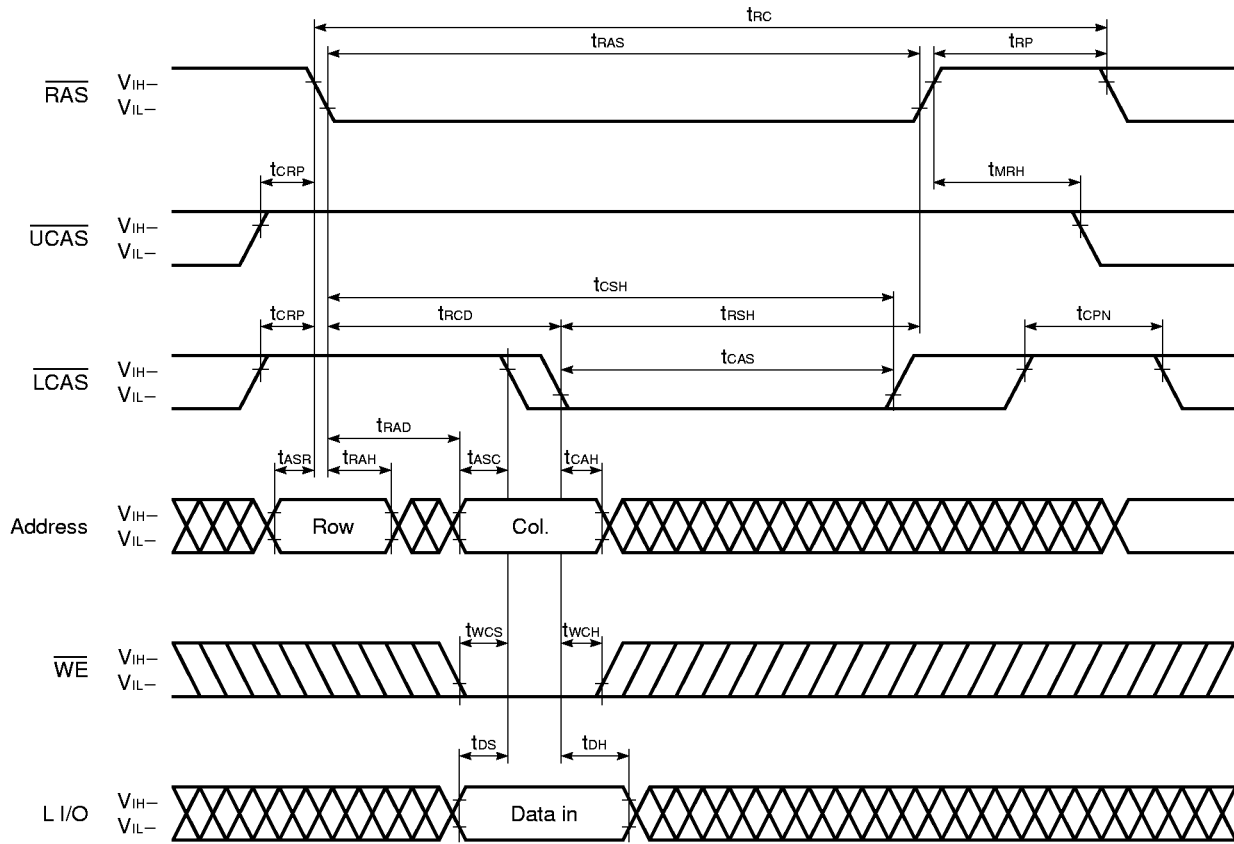 tRC
tRAS
tRP
RAS
VIH–
VIL–
tCRP
tMRH
UCAS
VIH–
VIL–
tCSH
tCRP
tRCD
tRSH
tCPN
LCAS
VIH–
VIL–
tCAS
tRAD
tASR
tRAH
tASC
tCAH
Address
VIH–
VIL–
Row
Col.
WE
VIH–
VIL–
tWCS
tWCH
tDS
tDH
L I/O
VIH–
VIL–
Data in